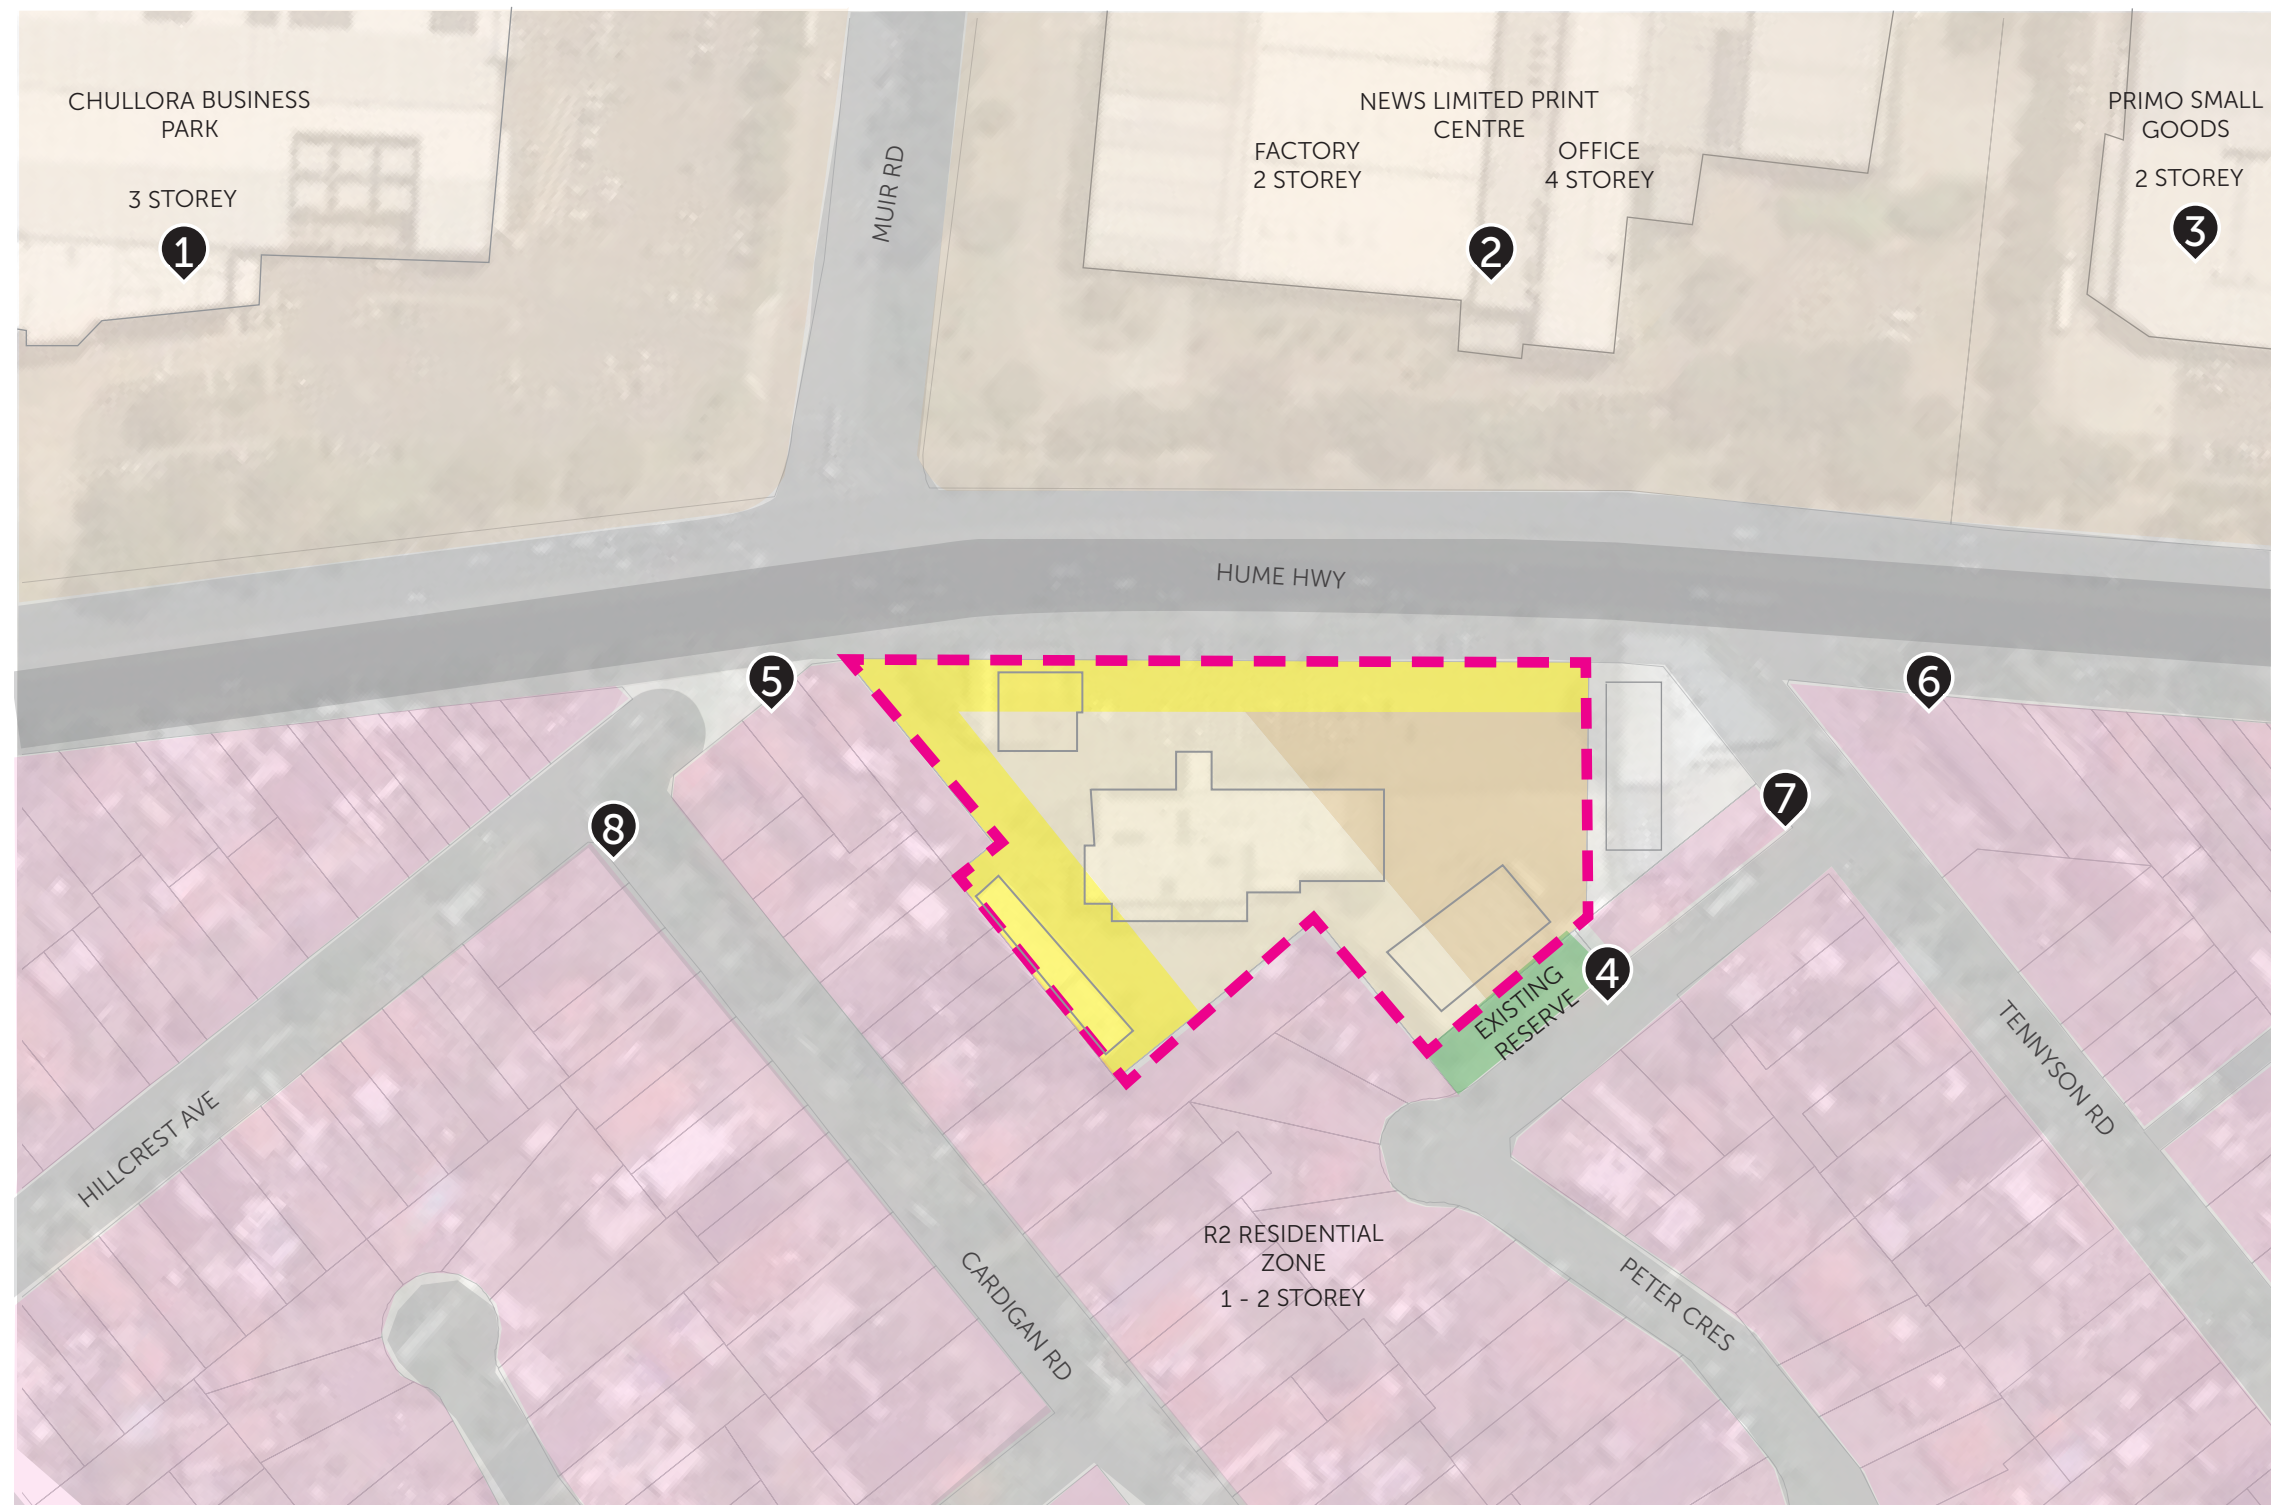 CHULLORA BUSINESS
PARK
3 STOREY
1
MUIR RD
NEWS LIMITED PRINT
CENTRE
FACTORY
2 STOREY
OFFICE
4 STOREY
2
PRIMO SMALL
GOODS
2 STOREY
3
HUME HWY
5
6
7
8
4
EXISTING
RESERVE
HILLCREST AVE
CARDIGAN RD
R2 RESIDENTIAL
ZONE
1 - 2 STOREY
PETER CRES
TENNYSON RD